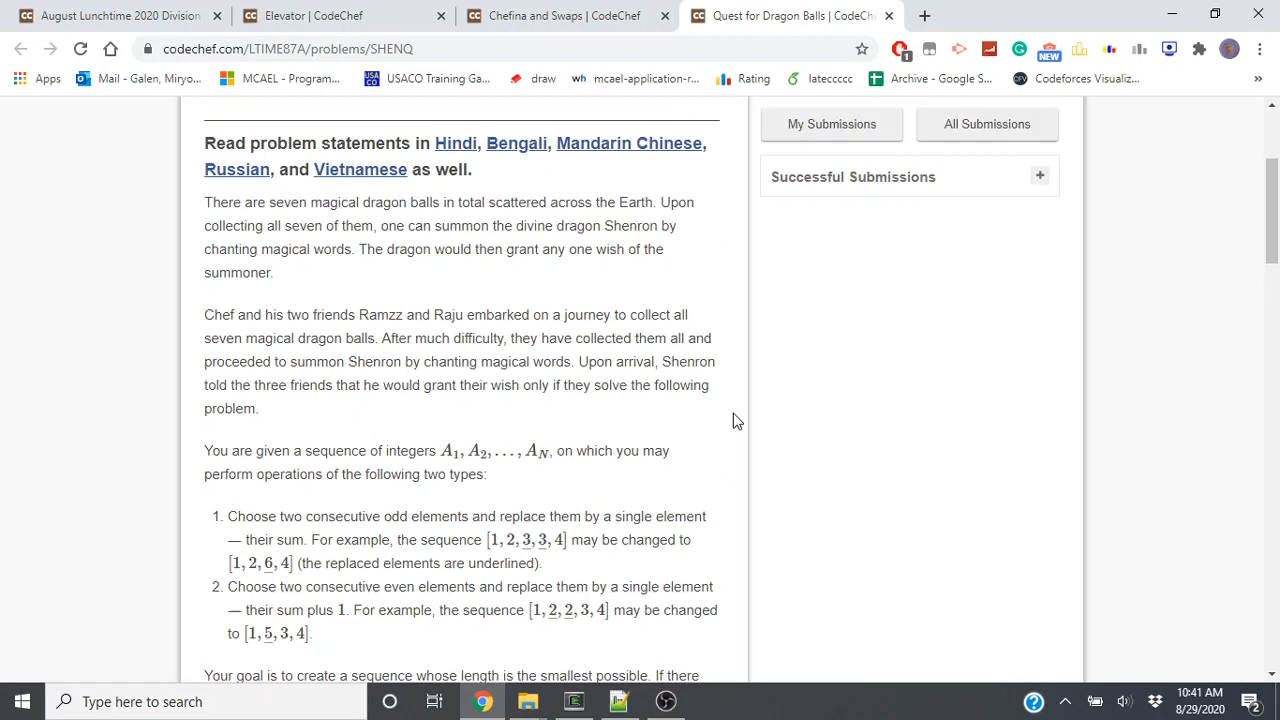 August Lunchtime 2020 Division
Elevator | CodeChef
Chefina and Swaps | CodeChef
Quest for Dragon Balls | CodeChe
codechef.com/LTIME87A/problems/SHENQ
1
NEW
Apps
Mail - Galen, Miryo...
MCAEL - Program...
USACO Training Ga...
draw
wh mcael-application-r...
Rating
lateccccc
Archive - Google S...
Codeforces Visualiz...
»
My Submissions
All Submissions
Successful Submissions
+
Read problem statements in Hindi, Bengali, Mandarin Chinese,
Russian, and Vietnamese as well.
There are seven magical dragon balls in total scattered across the Earth. Upon
collecting all seven of them, one can summon the divine dragon Shenron by
chanting magical words. The dragon would then grant any one wish of the
summoner.
Chef and his two friends Ramzz and Raju embarked on a journey to collect all
seven magical dragon balls. After much difficulty, they have collected them all and
proceeded to summon Shenron by chanting magical words. Upon arrival, Shenron
told the three friends that he would grant their wish only if they solve the following
problem.
You are given a sequence of integers A₁, A₂, . . . , A_N, on which you may
perform operations of the following two types:
1. Choose two consecutive odd elements and replace them by a single element
— their sum. For example, the sequence [1, 2, 3, 3, 4] may be changed to
[1, 2, 6, 4] (the replaced elements are underlined).
2. Choose two consecutive even elements and replace them by a single element
— their sum plus 1. For example, the sequence [1, 2, 2, 3, 4] may be changed
to [1, 5, 3, 4].
Your goal is to create a sequence whose length is the smallest possible. If there
Type here to search
10:41 AM
8/29/2020
2